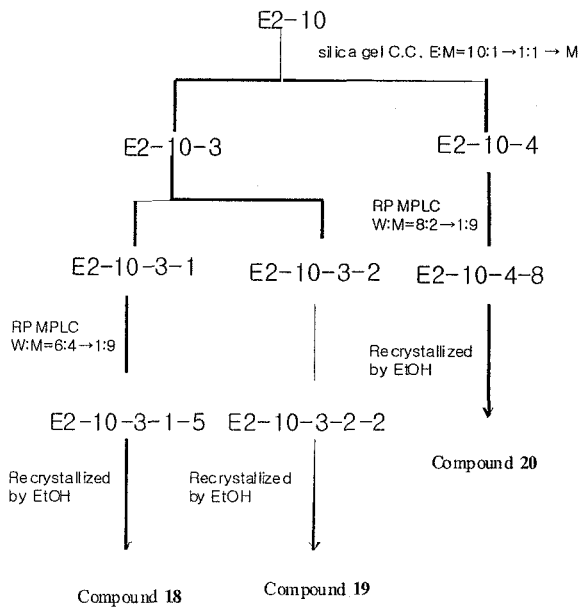 E2-10
silica gel C.C. E:M=10:1→1:1 → M
E2-10-3
E2-10-4
RP MPLC
W:M=8:2→1:9
E2-10-3-1
E2-10-3-2
E2-10-4-8
RP MPLC
W:M=6:4→1:9
Recrystallized
by EtOH
E2-10-3-1-5
E2-10-3-2-2
Compound 20
Recrystallized
by EtOH
Recrystallized
by EtOH
Compound 18
Compound 19